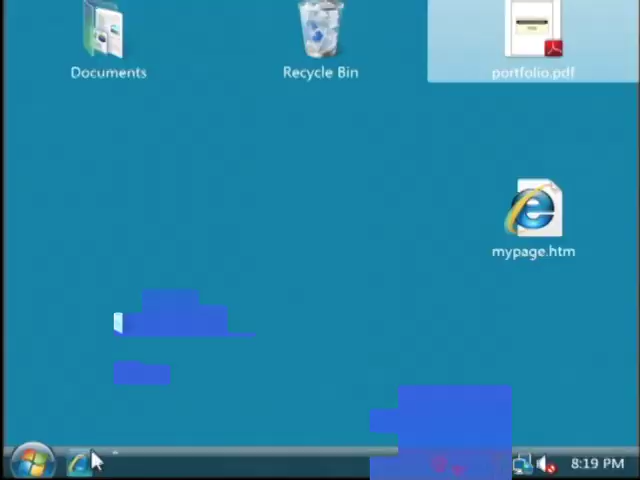 Documents
Recycle Bin
portfolio.pdf
mypage.htm
8:19 PM